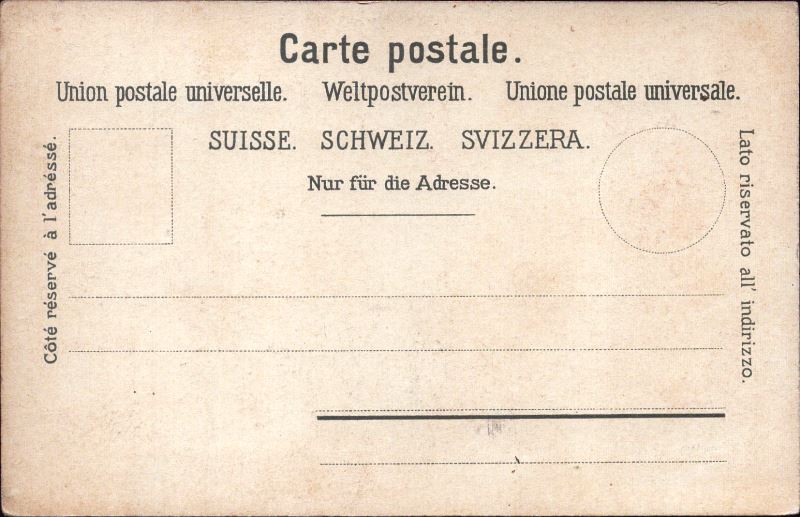 Carte postale.
Union postale universelle. Weltpostverein. Unione postale universale.
SUISSE. SCHWEIZ. SVIZZERA.
Nur für die Adresse.
Côté réservé à l'adréssé.
Lato riservato all' indirizzo.